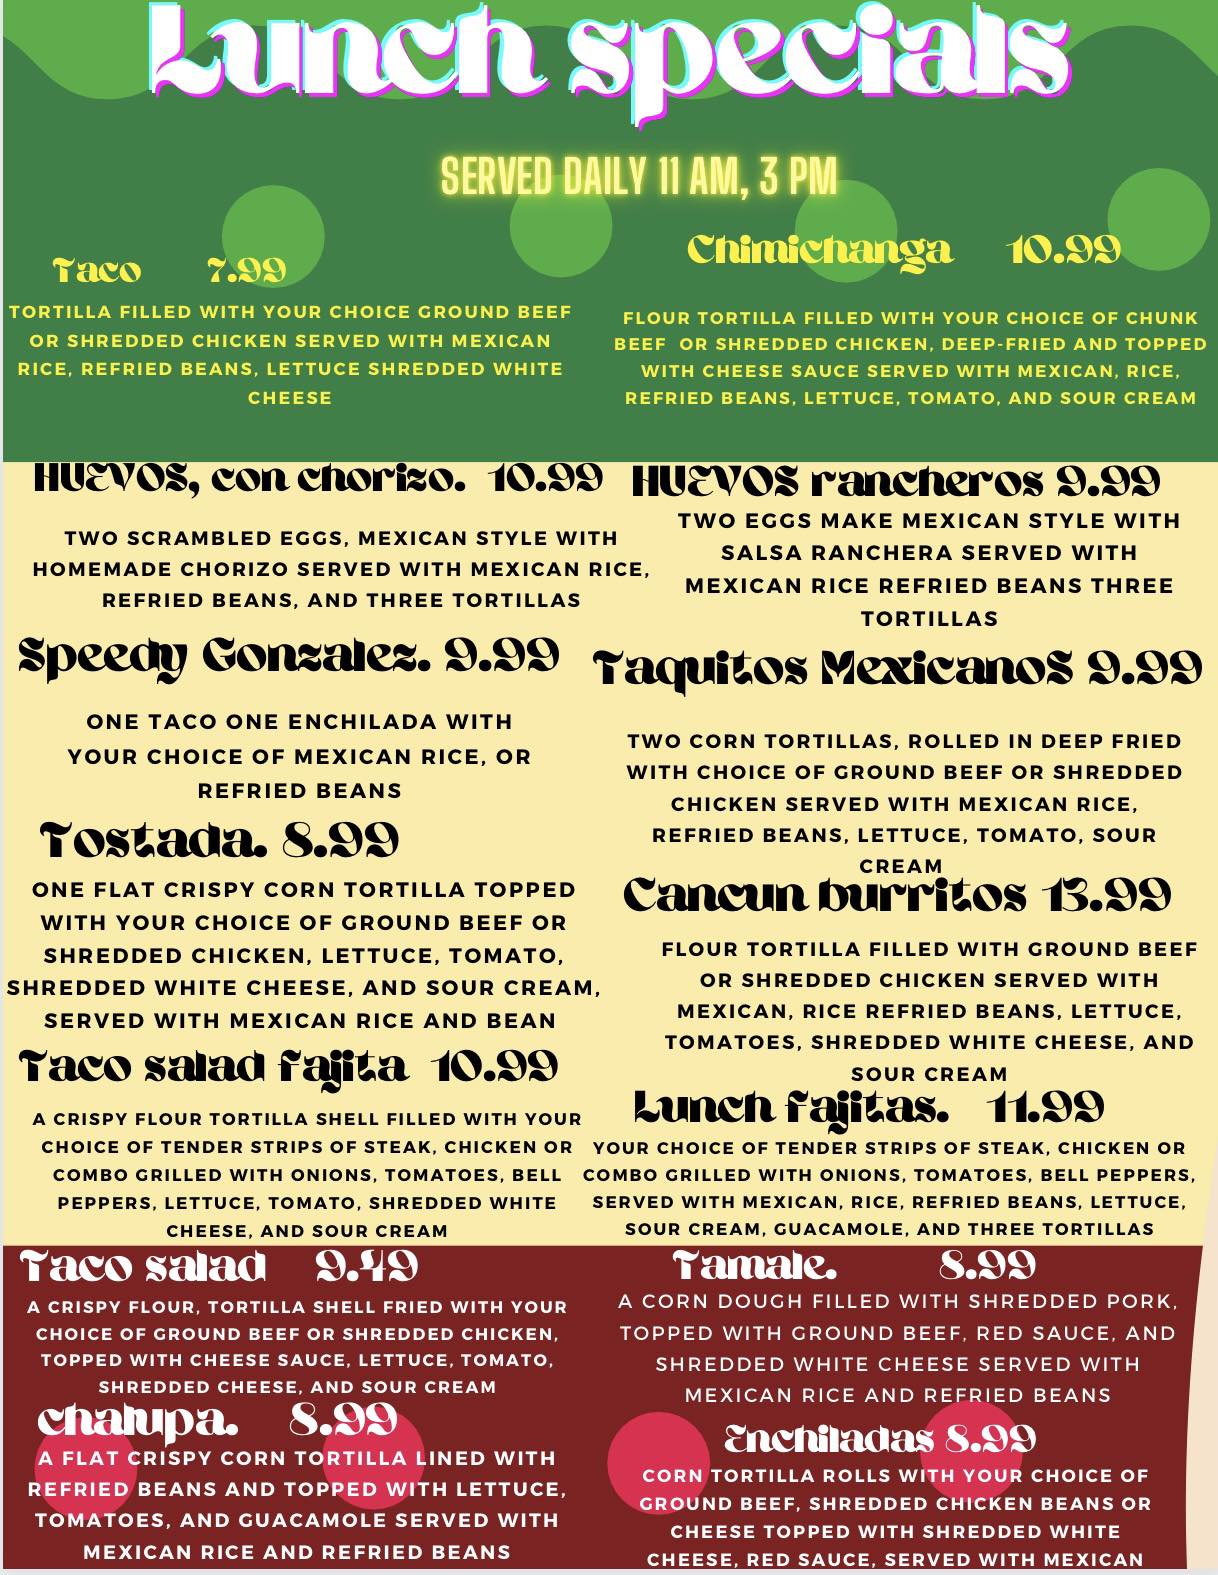 Lunch specials
SERVED DAILY 11 AM, 3 PM
Taco 7.99
TORTILLA FILLED WITH YOUR CHOICE GROUND BEEF
OR SHREDDED CHICKEN SERVED WITH MEXICAN
RICE, REFRIED BEANS, LETTUCE SHREDDED WHITE
CHEESE
Chimichanga 10.99
FLOUR TORTILLA FILLED WITH YOUR CHOICE OF CHUNK
BEEF OR SHREDDED CHICKEN, DEEP-FRIED AND TOPPED
WITH CHEESE SAUCE SERVED WITH MEXICAN, RICE,
REFRIED BEANS, LETTUCE, TOMATO, AND SOUR CREAM
HUEVOS, con chorizo. 10.99
TWO SCRAMBLED EGGS, MEXICAN STYLE WITH
HOMEMADE CHORIZO SERVED WITH MEXICAN RICE,
REFRIED BEANS, AND THREE TORTILLAS
HUEVOS rancheros 9.99
TWO EGGS MAKE MEXICAN STYLE WITH
SALSA RANCHERA SERVED WITH
MEXICAN RICE REFRIED BEANS THREE
TORTILLAS
Speedy Gonzalez. 9.99
ONE TACO ONE ENCHILADA WITH
YOUR CHOICE OF MEXICAN RICE, OR
REFRIED BEANS
Taquitos MexicanoS 9.99
TWO CORN TORTILLAS, ROLLED IN DEEP FRIED
WITH CHOICE OF GROUND BEEF OR SHREDDED
CHICKEN SERVED WITH MEXICAN RICE,
REFRIED BEANS, LETTUCE, TOMATO, SOUR
CREAM
Tostada. 8.99
ONE FLAT CRISPY CORN TORTILLA TOPPED
WITH YOUR CHOICE OF GROUND BEEF OR
SHREDDED CHICKEN, LETTUCE, TOMATO,
SHREDDED WHITE CHEESE, AND SOUR CREAM,
SERVED WITH MEXICAN RICE AND BEAN
Cancun burritos 13.99
FLOUR TORTILLA FILLED WITH GROUND BEEF
OR SHREDDED CHICKEN SERVED WITH
MEXICAN, RICE REFRIED BEANS, LETTUCE,
TOMATOES, SHREDDED WHITE CHEESE, AND
SOUR CREAM
Taco salad fajita 10.99
A CRISPY FLOUR TORTILLA SHELL FILLED WITH YOUR
CHOICE OF TENDER STRIPS OF STEAK, CHICKEN OR
COMBO GRILLED WITH ONIONS, TOMATOES, BELL
PEPPERS, LETTUCE, TOMATO, SHREDDED WHITE
CHEESE, AND SOUR CREAM
Lunch fajitas. 11.99
YOUR CHOICE OF TENDER STRIPS OF STEAK, CHICKEN OR
COMBO GRILLED WITH ONIONS, TOMATOES, BELL PEPPERS,
SERVED WITH MEXICAN, RICE, REFRIED BEANS, LETTUCE,
SOUR CREAM, GUACAMOLE, AND THREE TORTILLAS
Taco salad 9.49
A CRISPY FLOUR, TORTILLA SHELL FRIED WITH YOUR
CHOICE OF GROUND BEEF OR SHREDDED CHICKEN,
TOPPED WITH CHEESE SAUCE, LETTUCE, TOMATO,
SHREDDED CHEESE, AND SOUR CREAM
Tamale. 8.99
A CORN DOUGH FILLED WITH SHREDDED PORK,
TOPPED WITH GROUND BEEF, RED SAUCE, AND
SHREDDED WHITE CHEESE SERVED WITH
MEXICAN RICE AND REFRIED BEANS
chalupa. 8.99
A FLAT CRISPY CORN TORTILLA LINED WITH
REFRIED BEANS AND TOPPED WITH LETTUCE,
TOMATOES, AND GUACAMOLE SERVED WITH
MEXICAN RICE AND REFRIED BEANS
Enchiladas 8.99
CORN TORTILLA ROLLS WITH YOUR CHOICE OF
GROUND BEEF, SHREDDED CHICKEN BEANS OR
CHEESE TOPPED WITH SHREDDED WHITE
CHEESE, RED SAUCE, SERVED WITH MEXICAN